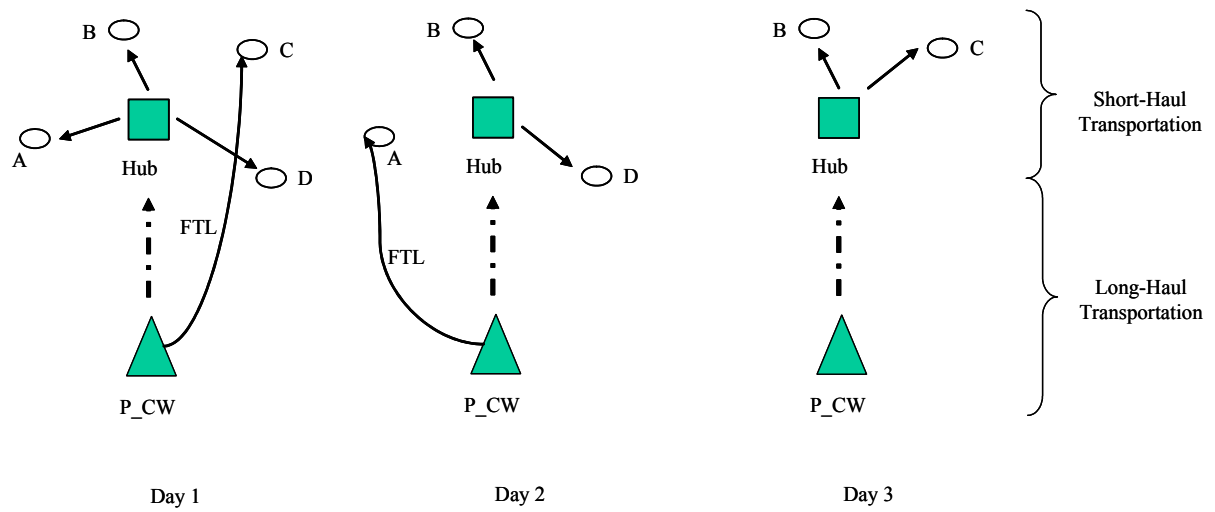 B
C
A
Hub
D
FTL
P_CW
Day 1
B
A
Hub
D
FTL
P_CW
Day 2
B
C
Hub
P_CW
Day 3
Short-Haul
Transportation
Long-Haul
Transportation